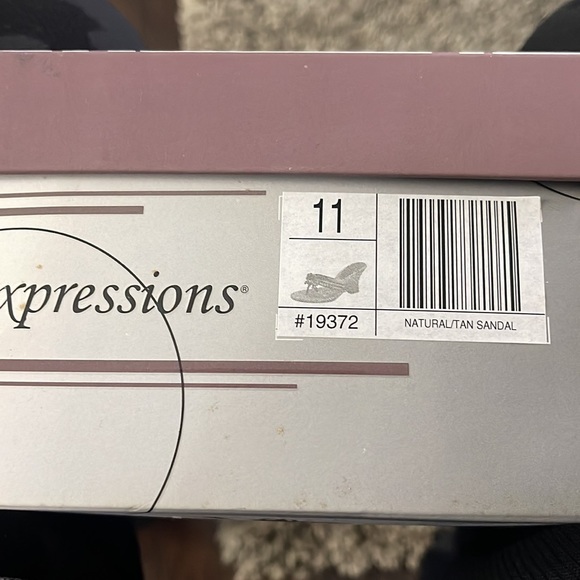 11
xpressions®
#19372
NATURAL/TAN SANDAL